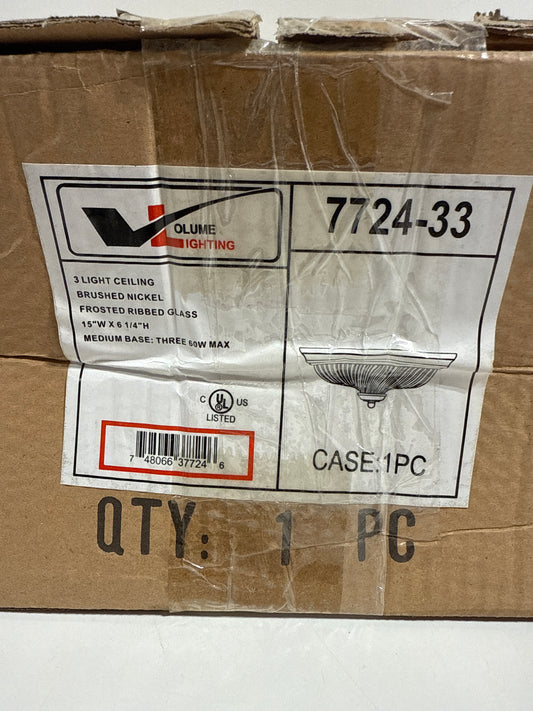 VOLUME
LIGHTING
7724-33
3 LIGHT CEILING
BRUSHED NICKEL
FROSTED RIBBED GLASS
15"W X 6 1/4"H
MEDIUM BASE: THREE 60W MAX
C UL US
LISTED
7 48066 37724 6
CASE:1PC
QTY: 1 PC